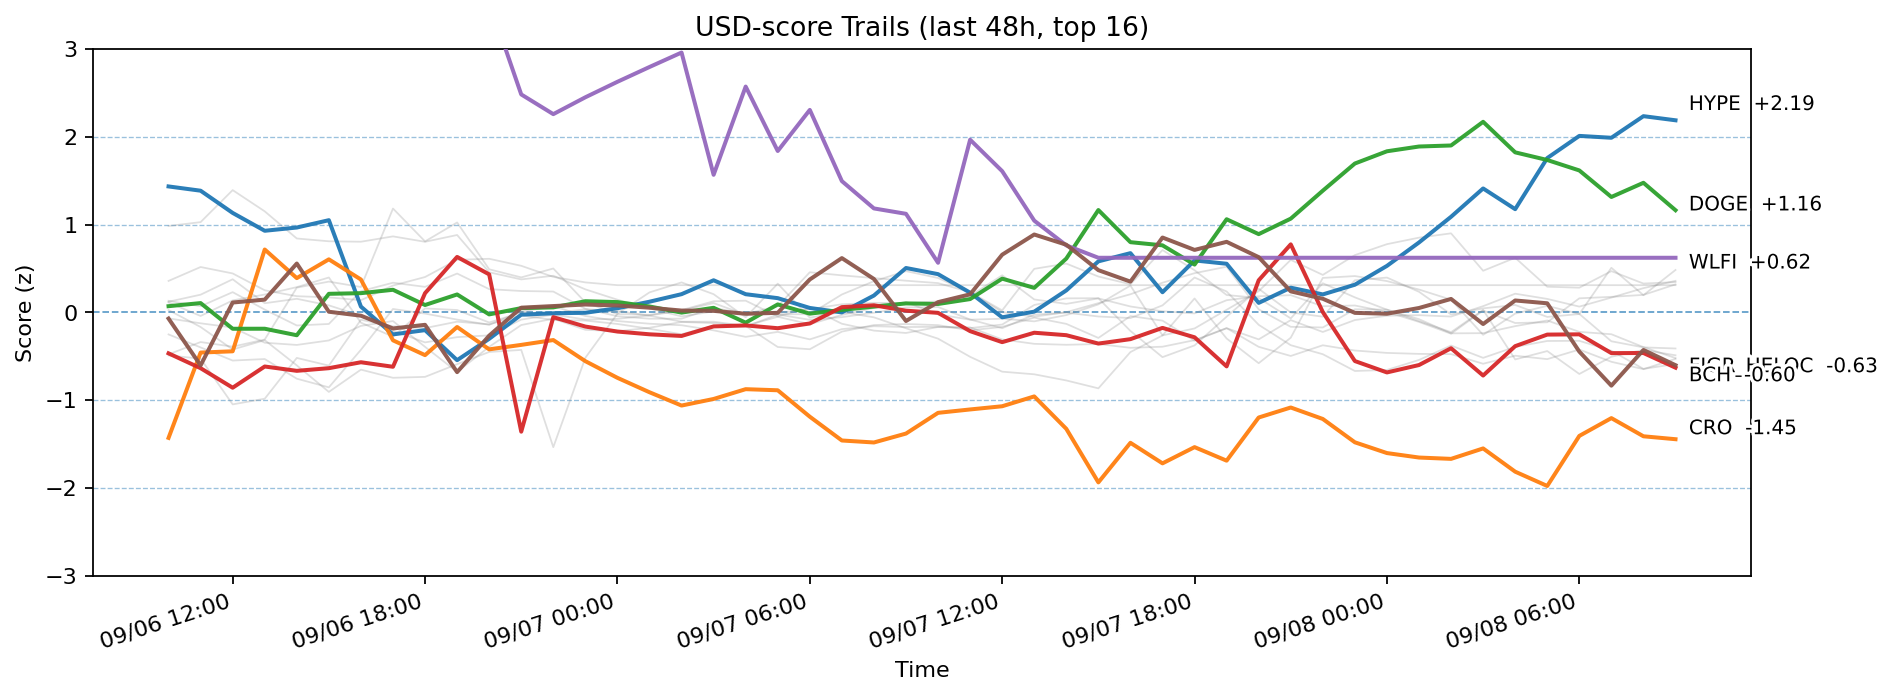 USD-score Trails (last 48h, top 16)
Score (z)
3
2
1
0
−1
−2
−3
HYPE +2.19
DOGE +1.16
WLFI +0.62
HELOC -0.63
BCH -0.60
CRO -1.45
09/06 12:00
09/06 18:00
09/07 00:00
09/07 06:00
09/07 12:00
09/07 18:00
09/08 00:00
09/08 06:00
Time